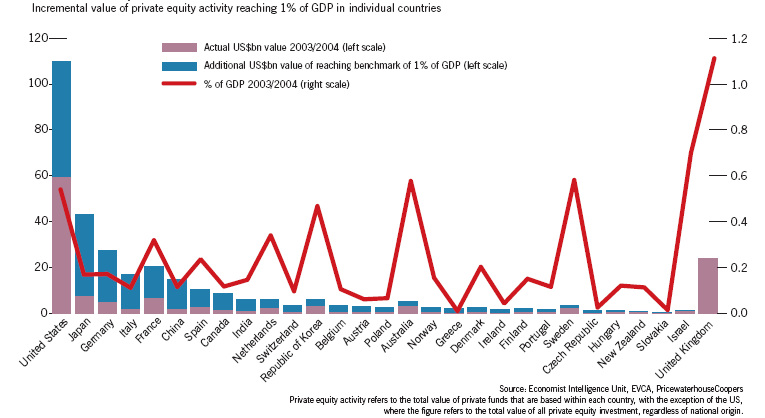 Incremental value of private equity activity reaching 1% of GDP in individual countries
120
100
80
60
40
20
0
Actual US$bn value 2003/2004 (left scale)
Additional US$bn value of reaching benchmark of 1% of GDP (left scale)
% of GDP 2003/2004 (right scale)
1.2
1.0
0.8
0.6
0.4
0.2
0.0
United States
Japan
Germany
Italy
France
China
Spain
Canada
India
Netherlands
Switzerland
Republic of Korea
Belgium
Austria
Poland
Australia
Norway
Greece
Denmark
Ireland
Finland
Portugal
Sweden
Czech Republic
Hungary
New Zealand
Slovakia
Israel
United Kingdom
Source: Economist Intelligence Unit, EVCA, PricewaterhouseCoopers
Private equity activity refers to the total value of private funds that are based within each country, with the exception of the US,
where the figure refers to the total value of all private equity investment, regardless of national origin.